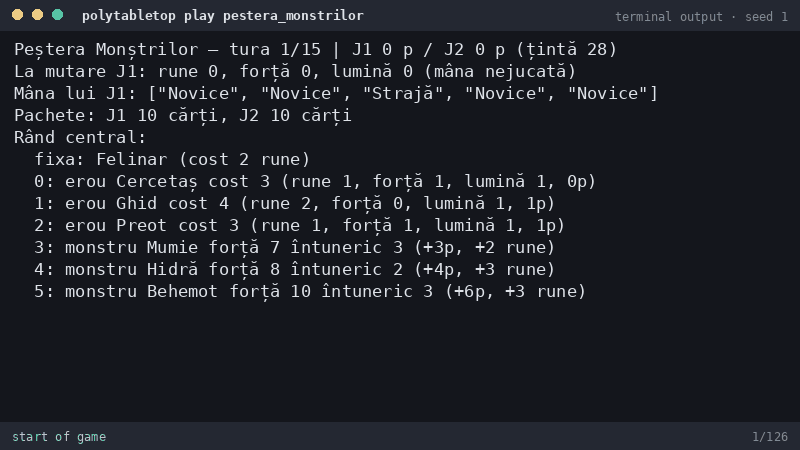 polytabletop play pestera_monstrilor
terminal output · seed 1
Peștera Monștrilor — tura 1/15 | J1 0 p / J2 0 p (țintă 28)
La mutare J1: rune 0, forță 0, lumină 0 (mâna nejucată)
Mâna lui J1: ["Novice", "Novice", "Strajă", "Novice", "Novice"]
Pachete: J1 10 cărți, J2 10 cărți
Rând central:
fixa: Felinar (cost 2 rune)
0: erou Cercetaș cost 3 (rune 1, forță 1, lumină 1, 0p)
1: erou Ghid cost 4 (rune 2, forță 0, lumină 1, 1p)
2: erou Preot cost 3 (rune 1, forță 1, lumină 1, 1p)
3: monstru Mumie forță 7 întuneric 3 (+3p, +2 rune)
4: monstru Hidră forță 8 întuneric 2 (+4p, +3 rune)
5: monstru Behemot forță 10 întuneric 3 (+6p, +3 rune)
start of game
1/126